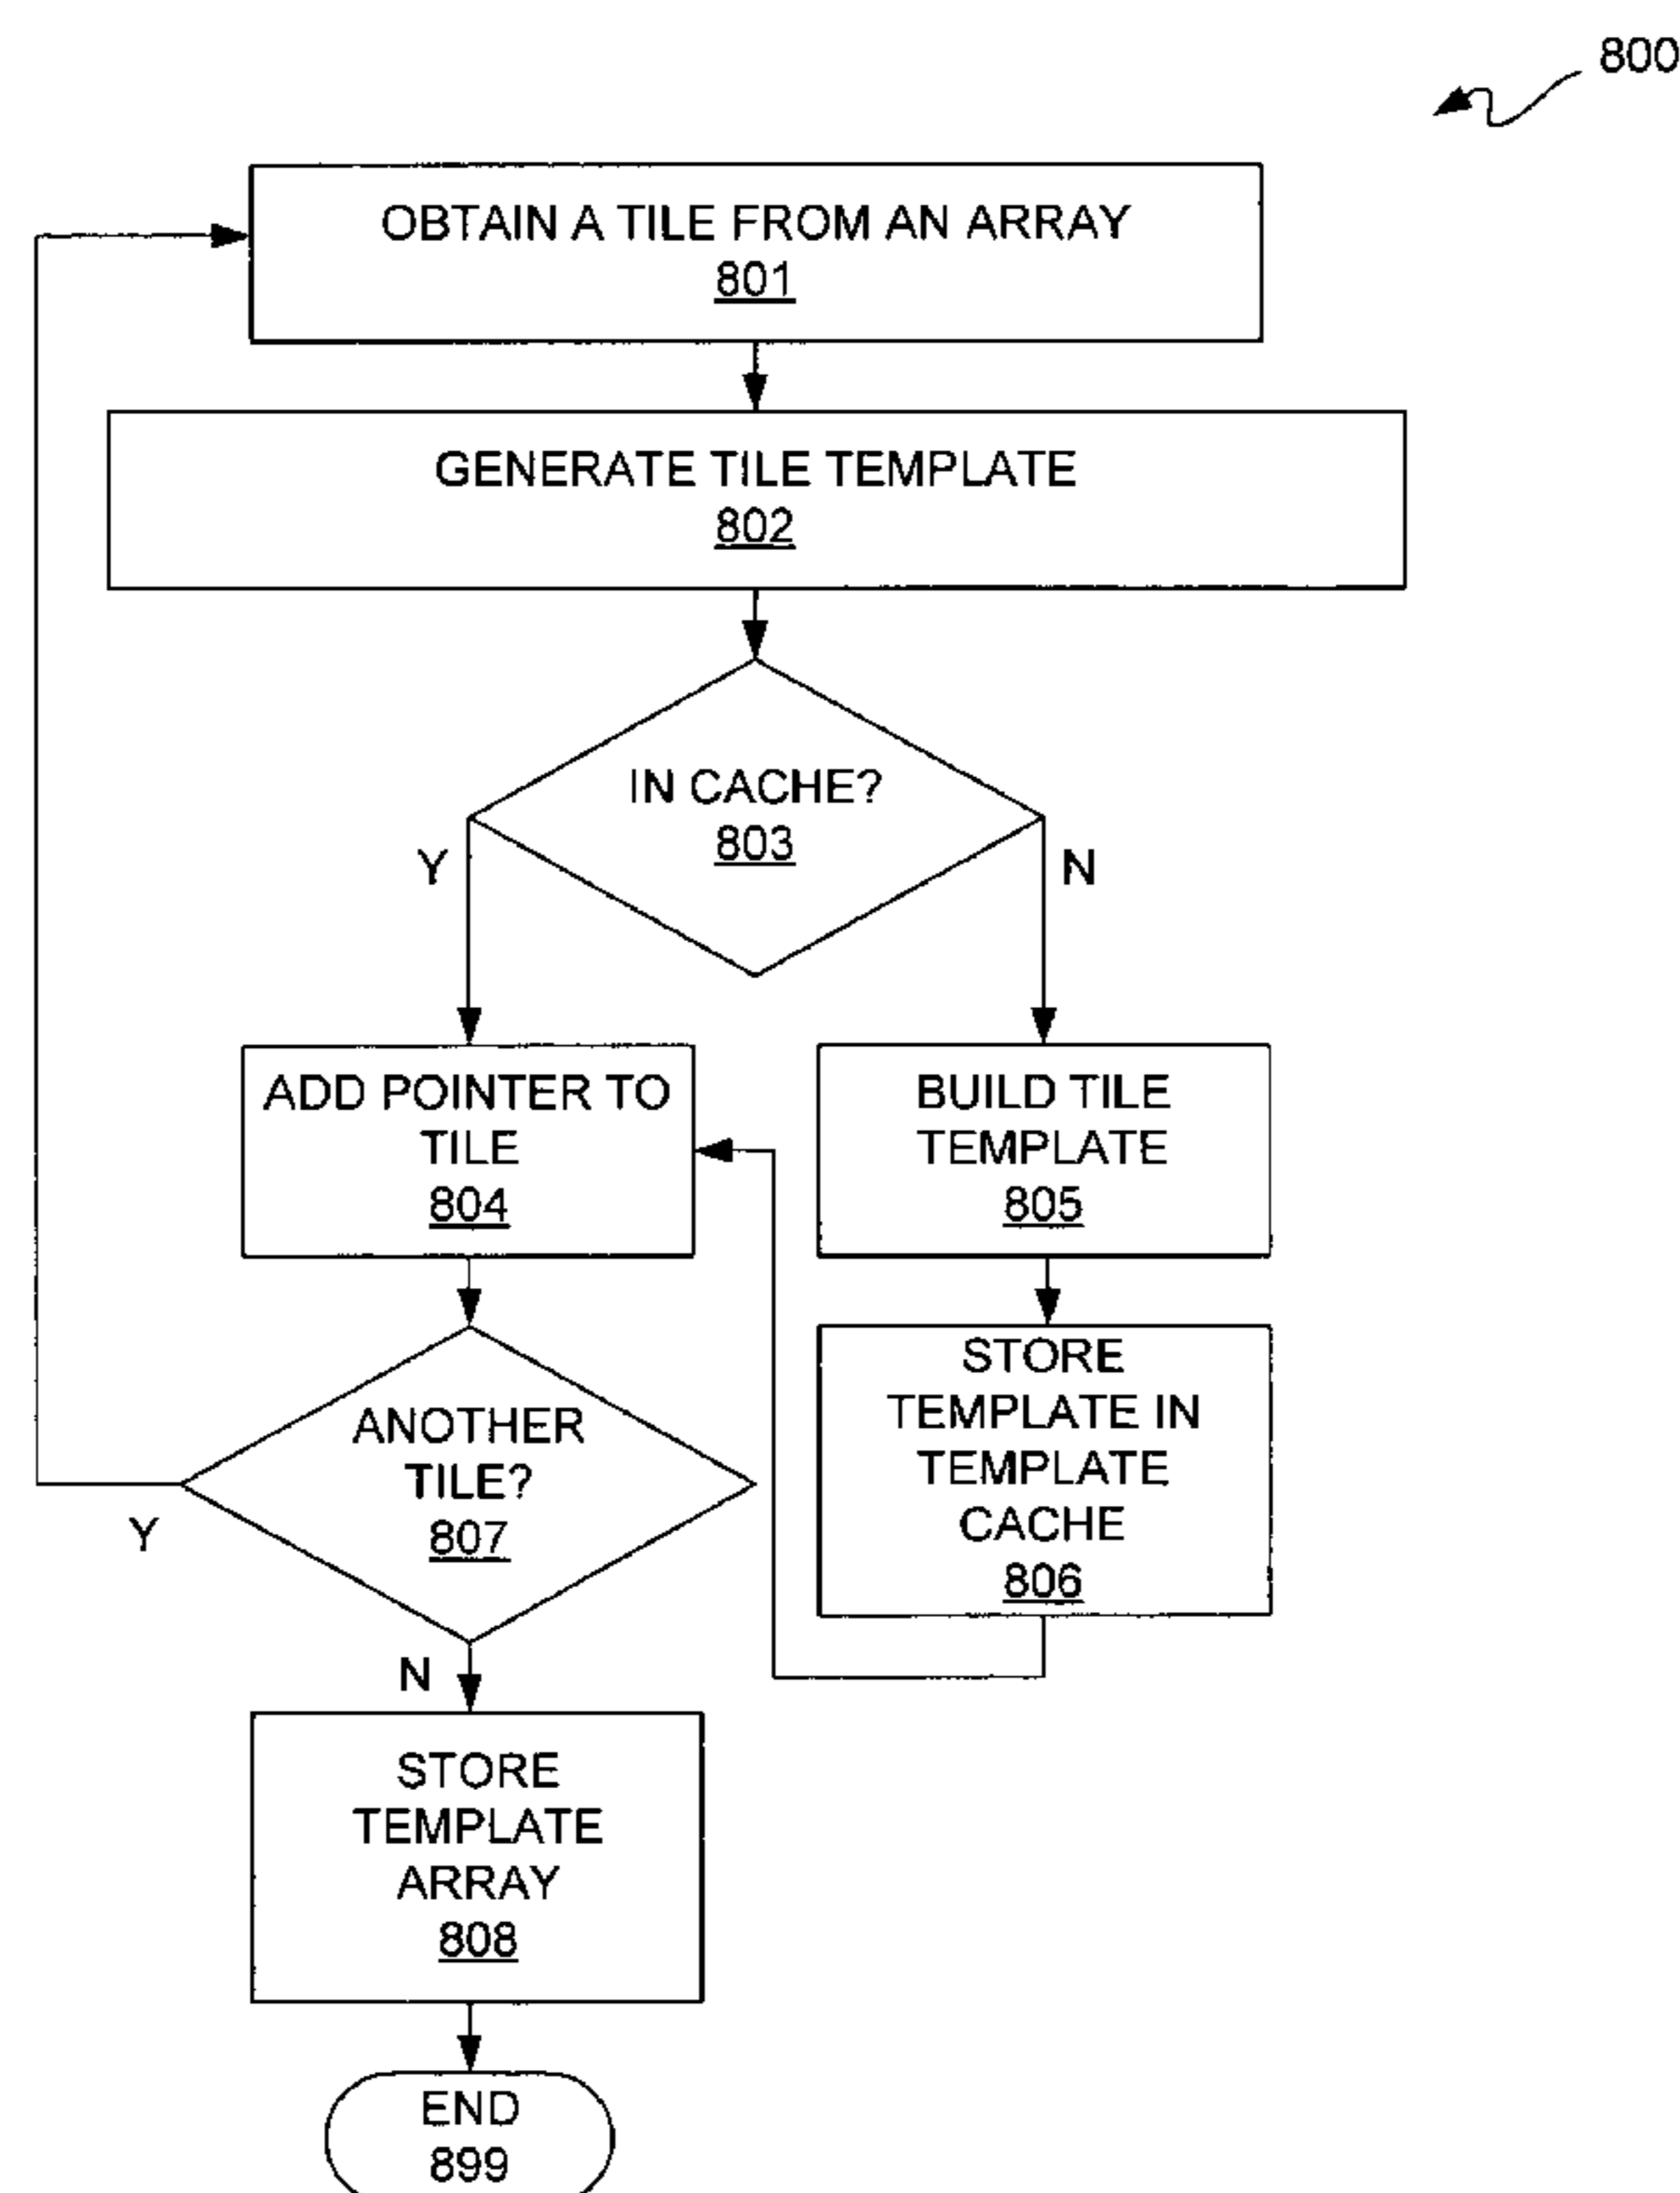 800
OBTAIN A TILE FROM AN ARRAY
801
GENERATE TILE TEMPLATE
802
IN CACHE?
803
Y
N
ADD POINTER TO
TILE
804
BUILD TILE
TEMPLATE
805
STORE
TEMPLATE IN
TEMPLATE
CACHE
806
ANOTHER
TILE?
807
Y
N
STORE
TEMPLATE
ARRAY
808
END
899